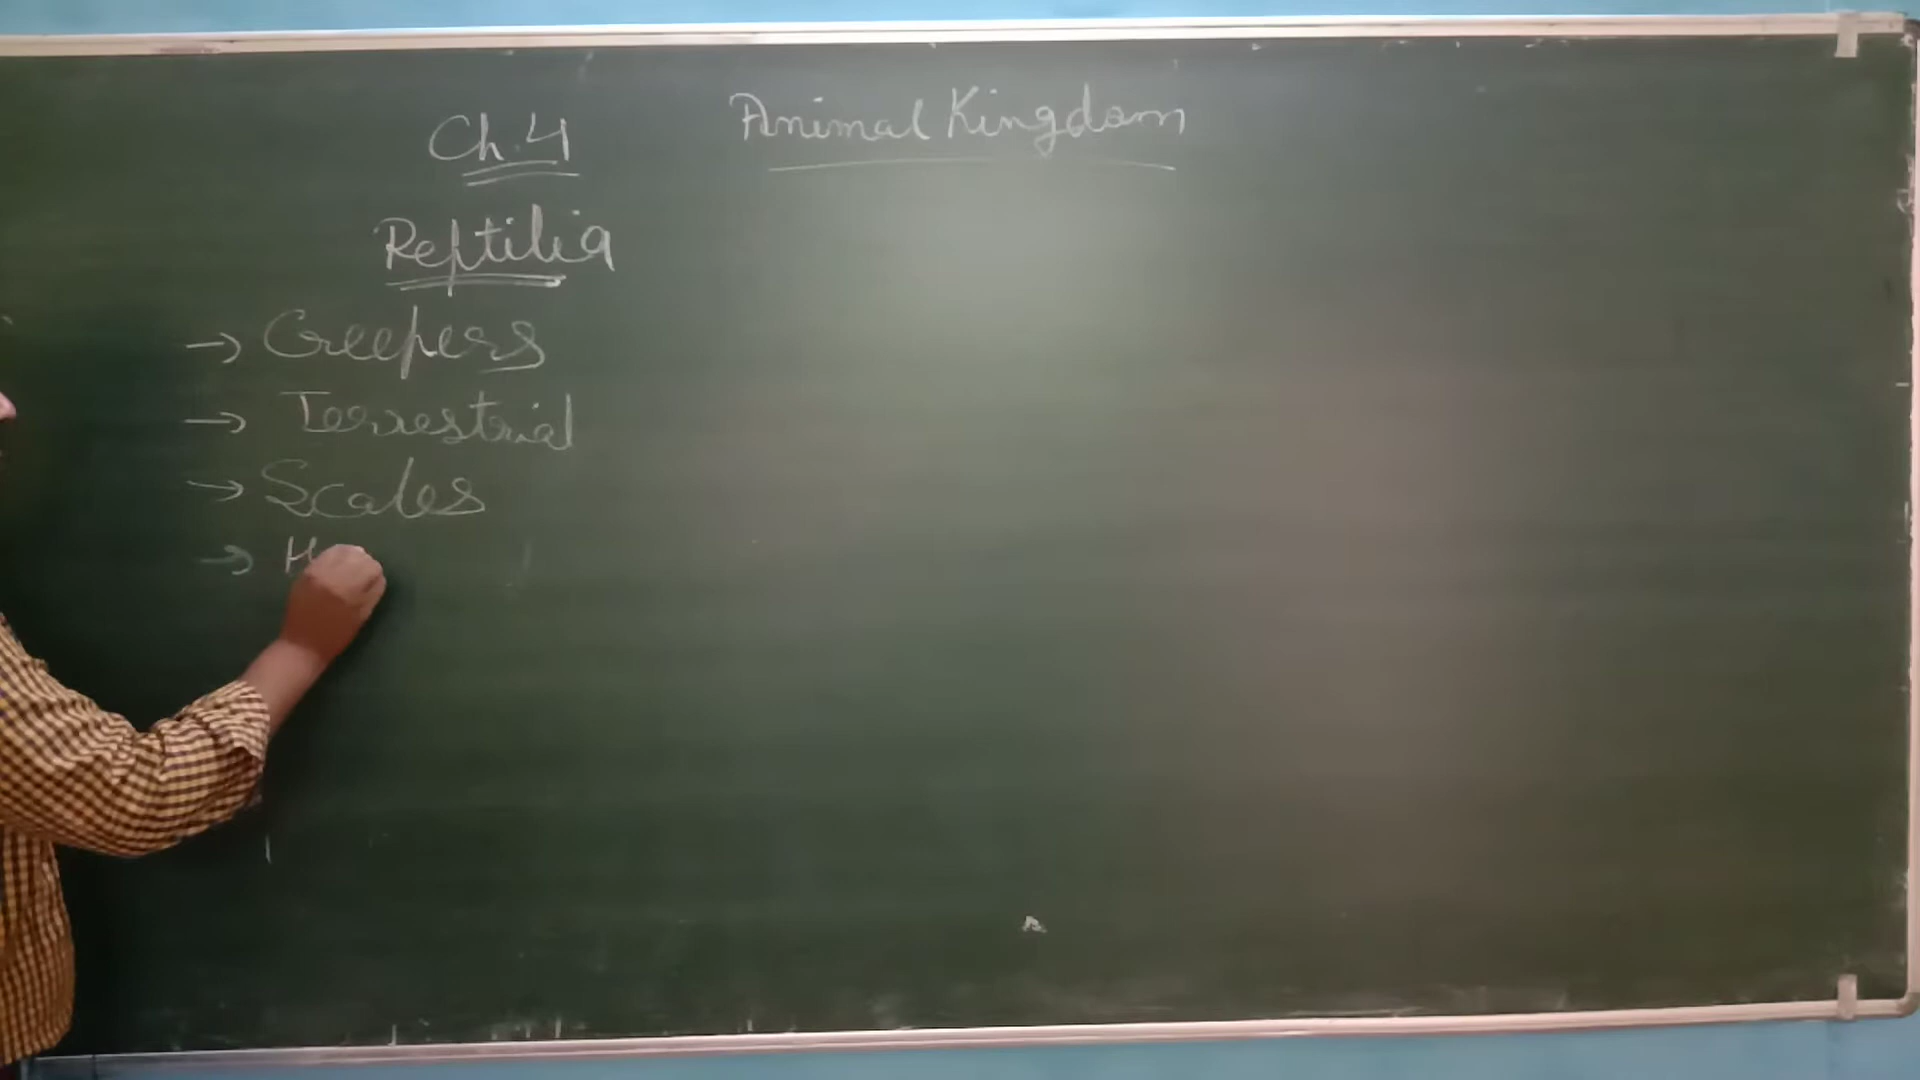 Ch.4 Animal Kingdom
Reptilia
→ Creepers
→ Terrestrial
→ Scales
→ H